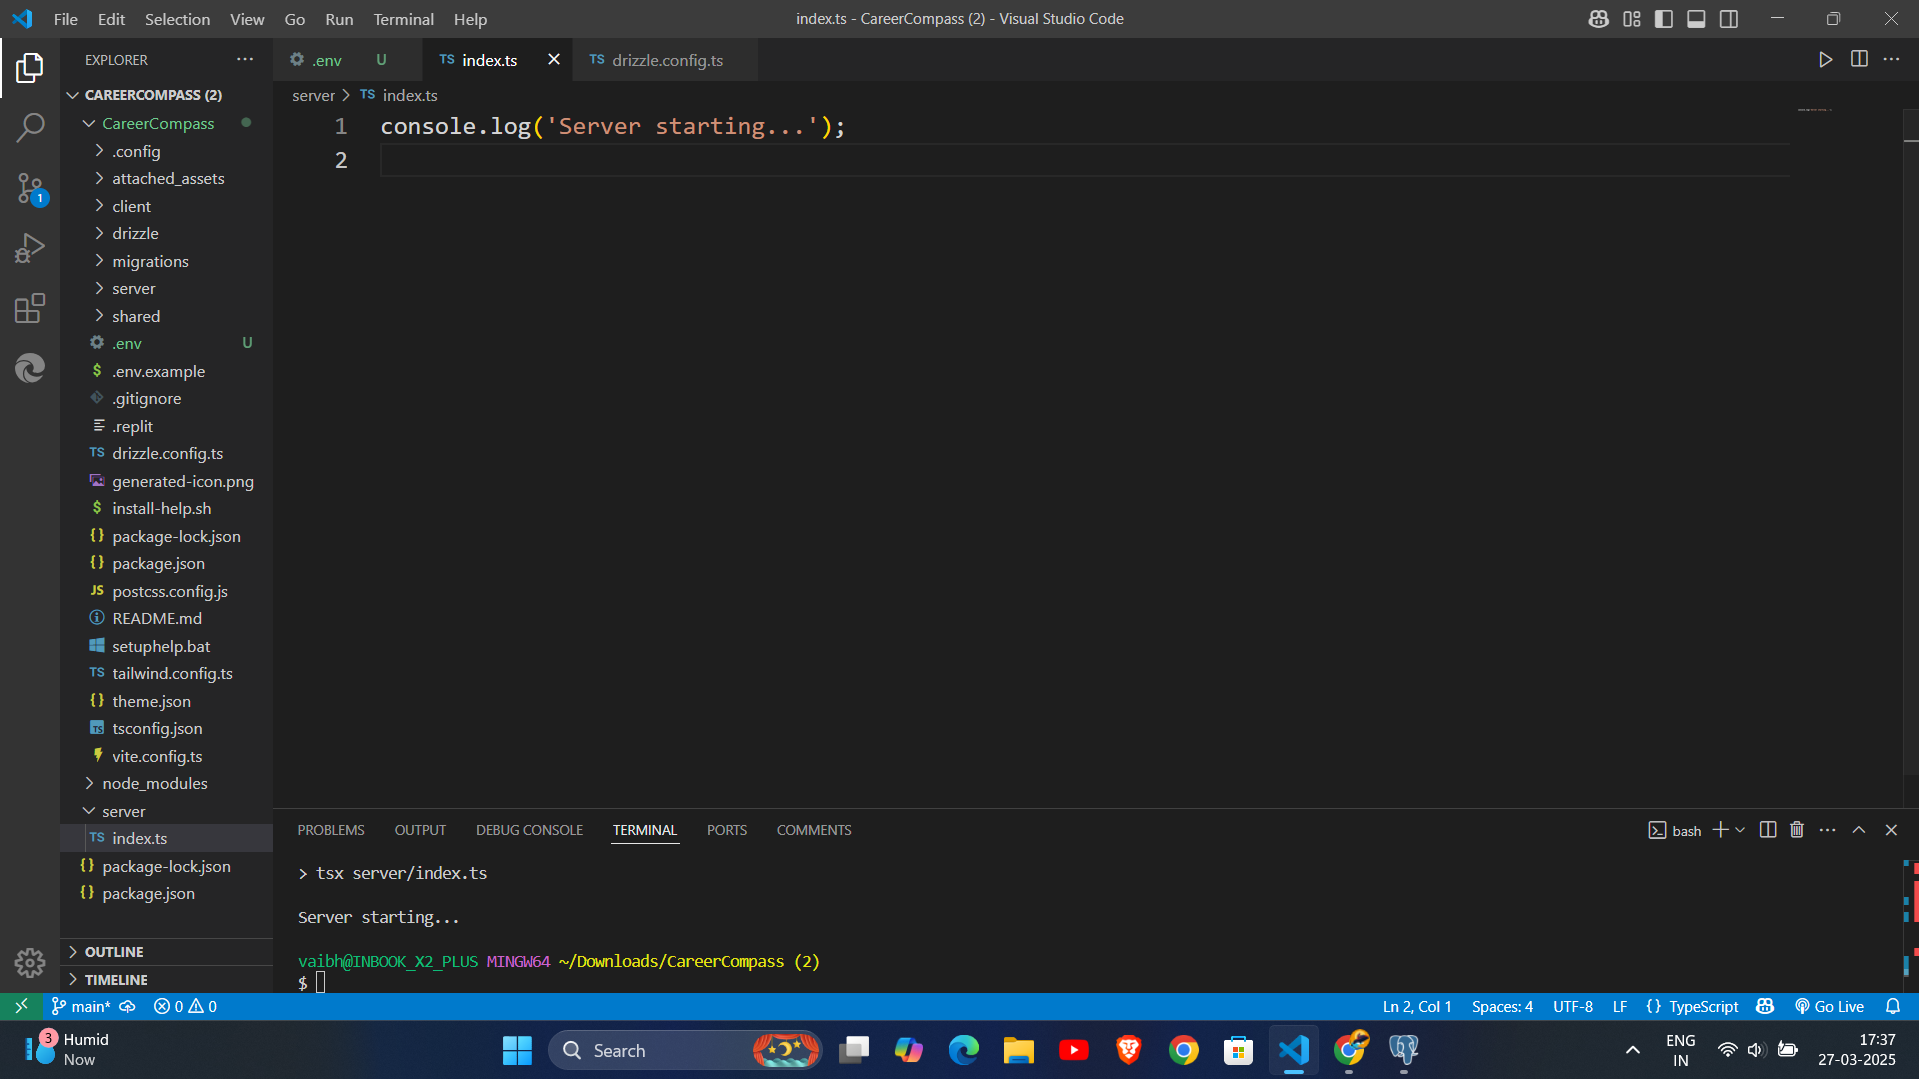 File Edit Selection View Go Run Terminal Help
index.ts - CareerCompass (2) - Visual Studio Code
EXPLORER
.env U
TS index.ts
TS drizzle.config.ts
server > TS index.ts
1 console.log('Server starting...');
2
CAREERCOMPASS (2)
CareerCompass
.config
attached_assets
client
drizzle
migrations
server
shared
.env U
$ .env.example
.gitignore
.replit
TS drizzle.config.ts
generated-icon.png
$ install-help.sh
{} package-lock.json
{} package.json
JS postcss.config.js
README.md
setuphelp.bat
TS tailwind.config.ts
{} theme.json
TS tsconfig.json
vite.config.ts
node_modules
server
TS index.ts
{} package-lock.json
{} package.json
OUTLINE
TIMELINE
1
PROBLEMS OUTPUT DEBUG CONSOLE TERMINAL PORTS COMMENTS
bash
> tsx server/index.ts
Server starting...
vaibh@INBOOK_X2_PLUS MINGW64 ~/Downloads/CareerCompass (2)
$
main* 0 0
Ln 2, Col 1 Spaces: 4 UTF-8 LF {} TypeScript Go Live
3
Humid
Now
Search
ENG
IN
17:37
27-03-2025